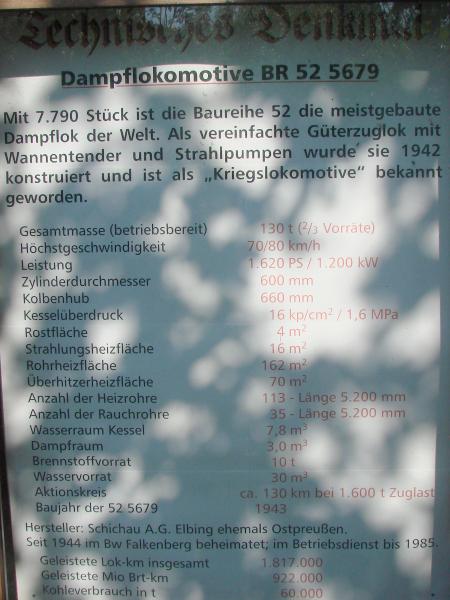 Technisches Denkmal
Dampflokomotive BR 52 5679
Mit 7.790 Stück ist die Baureihe 52 die meistgebaute
Dampflok der Welt. Als vereinfachte Güterzuglok mit
Wannentender und Strahlpumpen wurde sie 1942
konstruiert und ist als „Kriegslokomotive" bekannt
geworden.
Gesamtmasse (betriebsbereit) 130 t (2/3 Vorräte)
Höchstgeschwindigkeit 70/80 km/h
Leistung 1.620 PS / 1.200 kW
Zylinderdurchmesser 600 mm
Kolbenhub 660 mm
Kesselüberdruck 16 kp/cm² / 1,6 MPa
Rostfläche 4 m²
Strahlungsheizfläche 16 m²
Rohrheizfläche 162 m²
Überhitzerheizfläche 70 m²
Anzahl der Heizrohre 113 - Länge 5.200 mm
Anzahl der Rauchrohre 35 - Länge 5.200 mm
Wasserraum Kessel 7,8 m³
Dampfraum 3,0 m³
Brennstoffvorrat 10 t
Wasservorrat 30 m³
Aktionskreis ca. 130 km bei 1.600 t Zuglast
Baujahr der 52 5679 1943
Hersteller: Schichau A.G. Elbing ehemals Ostpreußen.
Seit 1944 im Bw Falkenberg beheimatet; im Betriebsdienst bis 1985.
Geleistete Lok-km insgesamt 1.817.000
Geleistete Mio Brt-km 922.000
Kohleverbrauch in t 60.000